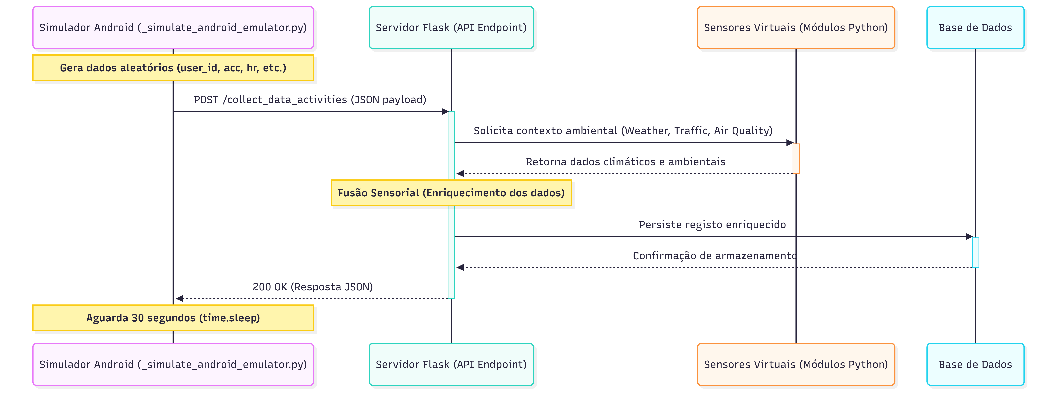 Simulador Android (_simulate_android_emulator.py)
Servidor Flask (API Endpoint)
Sensores Virtuais (Módulos Python)
Base de Dados
Gera dados aleatórios (user_id, acc, hr, etc.)
POST /collect_data_activities (JSON payload)
Solicita contexto ambiental (Weather, Traffic, Air Quality)
Retorna dados climáticos e ambientais
Fusão Sensorial (Enriquecimento dos dados)
Persiste registo enriquecido
Confirmação de armazenamento
200 OK (Resposta JSON)
Aguarda 30 segundos (time.sleep)
Simulador Android (_simulate_android_emulator.py)
Servidor Flask (API Endpoint)
Sensores Virtuais (Módulos Python)
Base de Dados